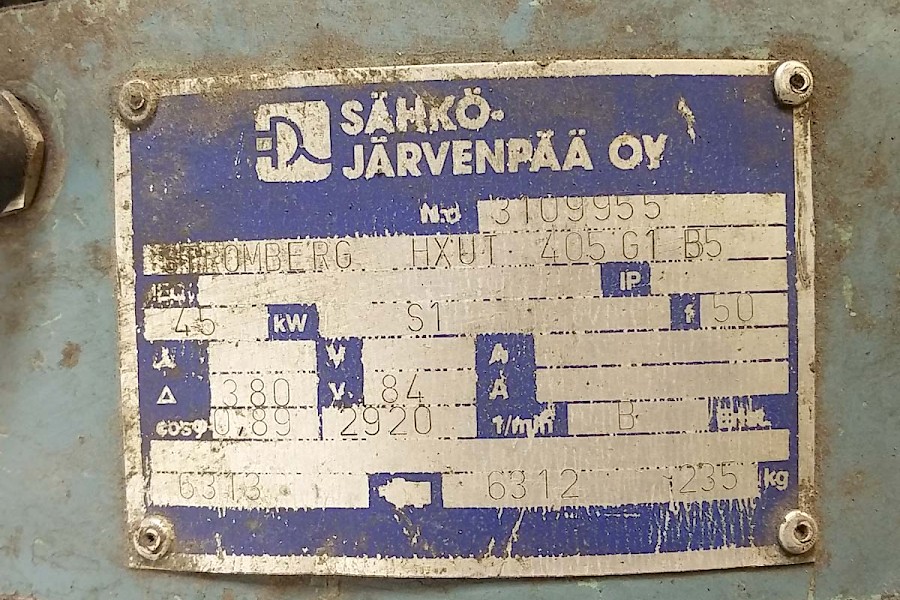 SÄHKÖ-
JÄRVENPÄÄ OY
N:o 3109955
STRÖMBERG HXUT 405 G1 B5
IEC IP
45 kW S1 f 50
Y V A
Δ 380 V 84 A
cosφ 0,89 2920 1/min B
6313 6312 235 kg